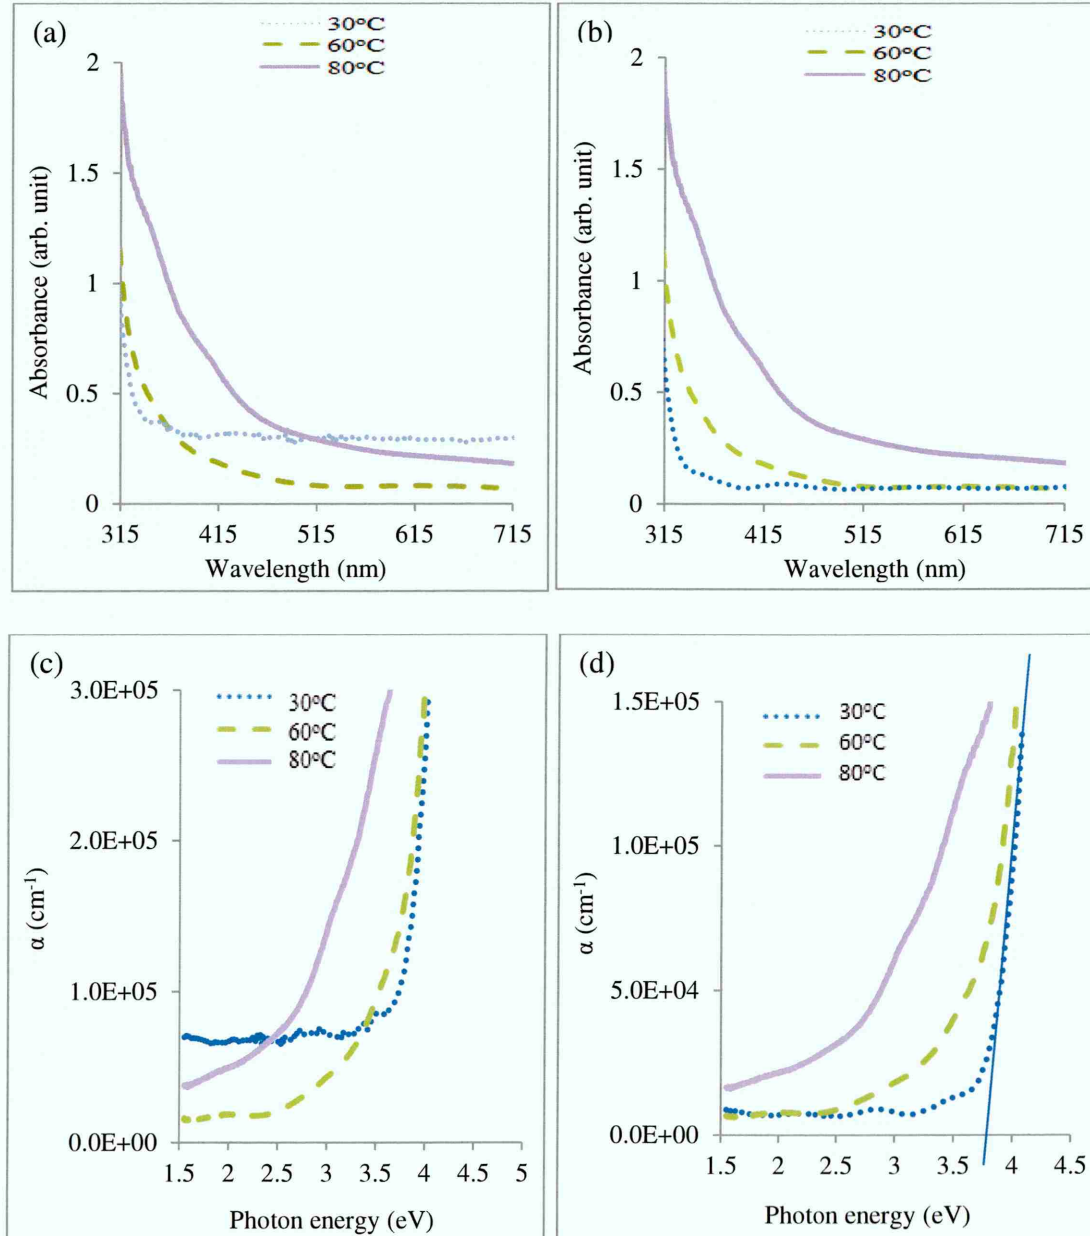 (a)
30°C
60°C
80°C
2
1.5
1
0.5
0
Absorbance (arb. unit)
315 415 515 615 715
Wavelength (nm)
(b)
30°C
60°C
80°C
2
1.5
1
0.5
0
Absorbance (arb. unit)
315 415 515 615 715
Wavelength (nm)
(c)
30°C
60°C
80°C
3.0E+05
2.0E+05
1.0E+05
0.0E+00
α (cm⁻¹)
1.5 2 2.5 3 3.5 4 4.5 5
Photon energy (eV)
(d)
30°C
60°C
80°C
1.5E+05
1.0E+05
5.0E+04
0.0E+00
α (cm⁻¹)
1.5 2 2.5 3 3.5 4 4.5
Photon energy (eV)